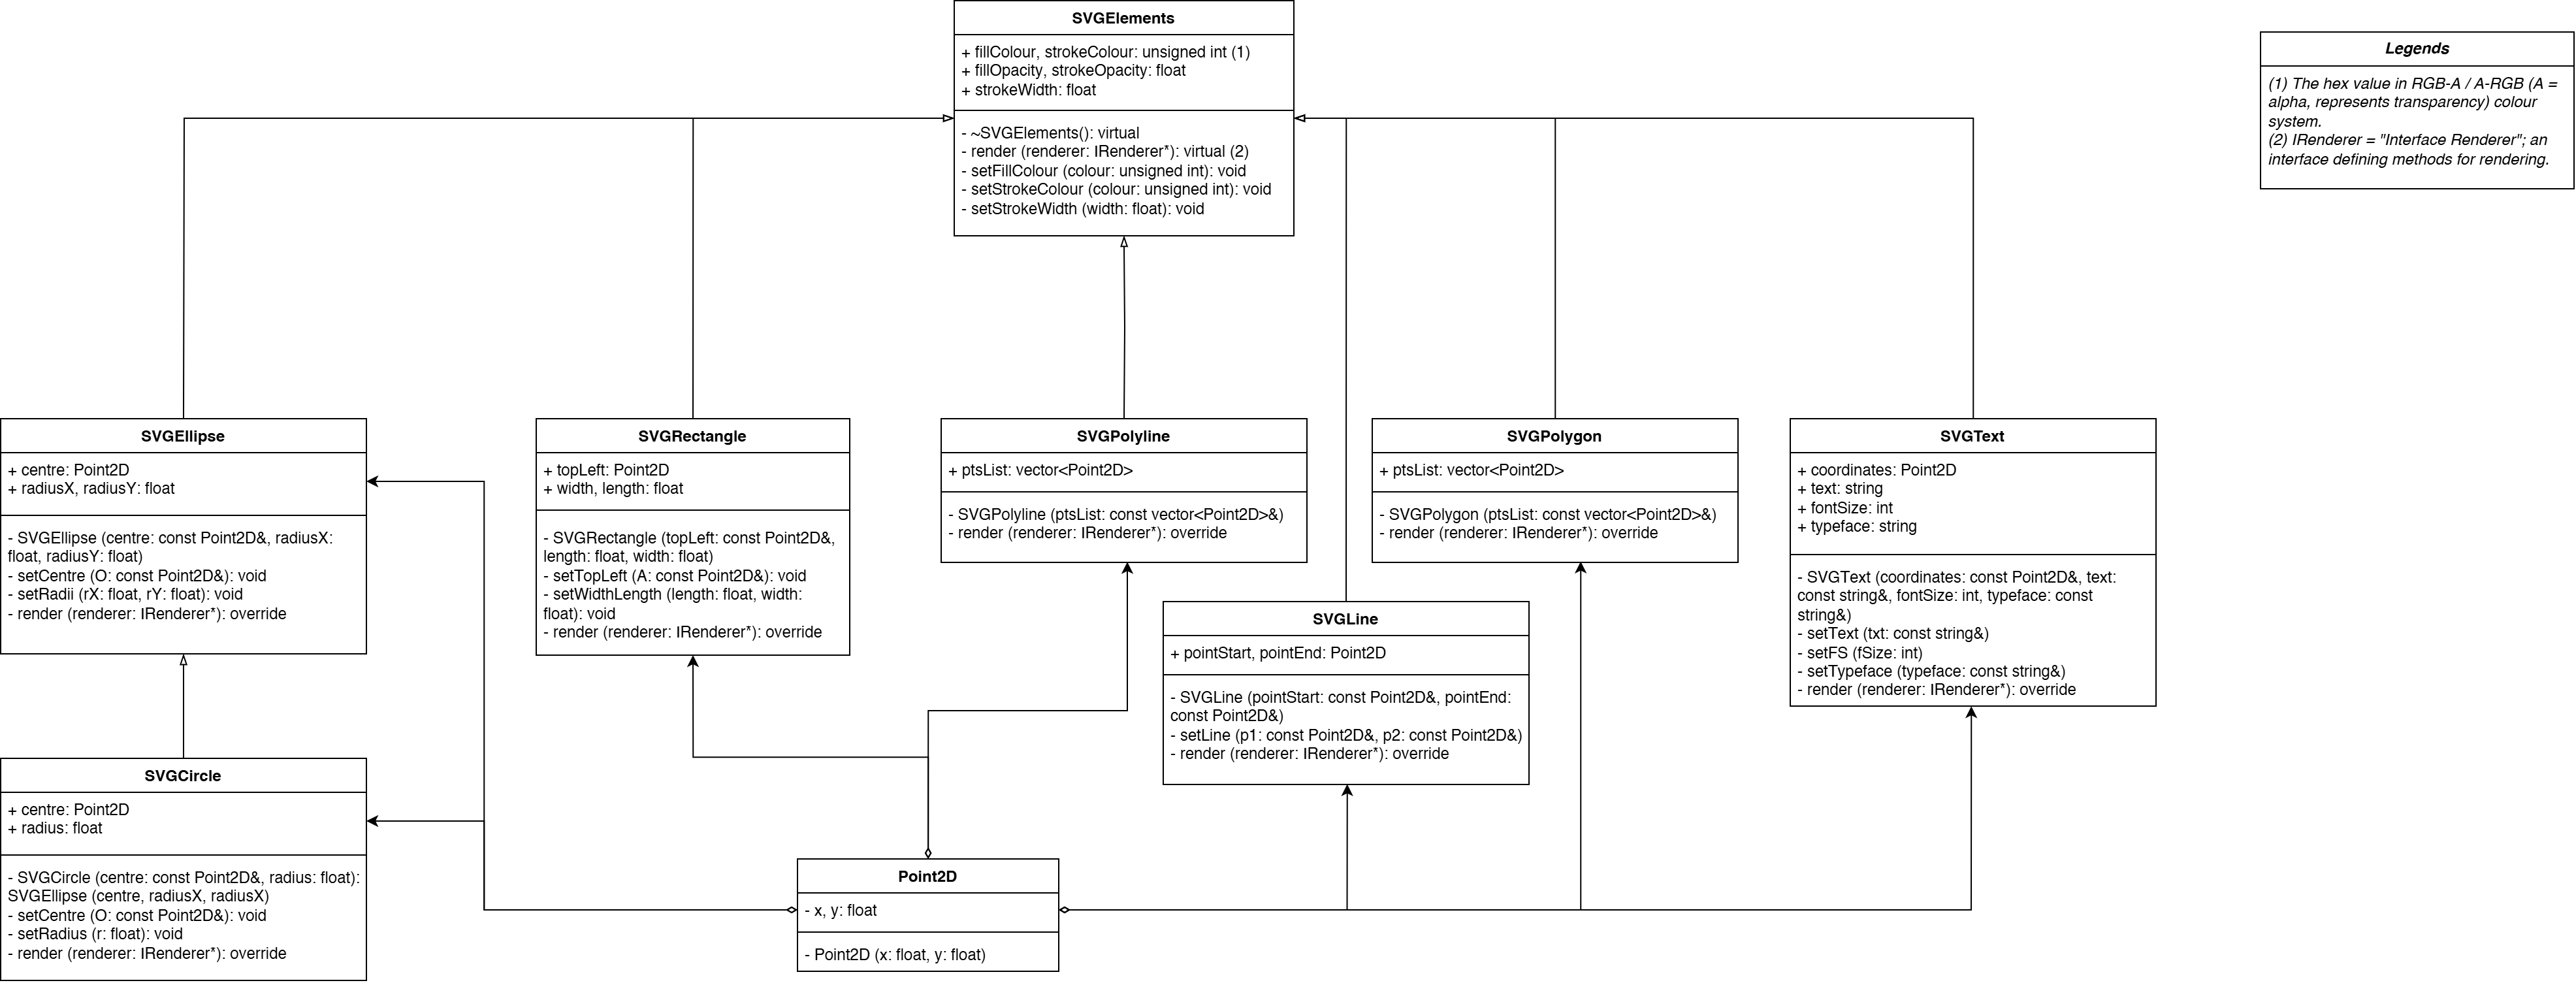 SVGElements
+ fillColour, strokeColour: unsigned int (1)
+ fillOpacity, strokeOpacity: float
+ strokeWidth: float
- ~SVGElements(): virtual
- render (renderer: IRenderer*): virtual (2)
- setFillColour (colour: unsigned int): void
- setStrokeColour (colour: unsigned int): void
- setStrokeWidth (width: float): void
Legends
(1) The hex value in RGB-A / A-RGB (A =
alpha, represents transparency) colour
system.
(2) IRenderer = "Interface Renderer"; an
interface defining methods for rendering.
SVGEllipse
+ centre: Point2D
+ radiusX, radiusY: float
- SVGEllipse (centre: const Point2D&, radiusX:
float, radiusY: float)
- setCentre (O: const Point2D&): void
- setRadii (rX: float, rY: float): void
- render (renderer: IRenderer*): override
SVGRectangle
+ topLeft: Point2D
+ width, length: float
- SVGRectangle (topLeft: const Point2D&,
length: float, width: float)
- setTopLeft (A: const Point2D&): void
- setWidthLength (length: float, width:
float): void
- render (renderer: IRenderer*): override
SVGPolyline
+ ptsList: vector<Point2D>
- SVGPolyline (ptsList: const vector<Point2D>&)
- render (renderer: IRenderer*): override
SVGPolygon
+ ptsList: vector<Point2D>
- SVGPolygon (ptsList: const vector<Point2D>&)
- render (renderer: IRenderer*): override
SVGText
+ coordinates: Point2D
+ text: string
+ fontSize: int
+ typeface: string
- SVGText (coordinates: const Point2D&, text:
const string&, fontSize: int, typeface: const
string&)
- setText (txt: const string&)
- setFS (fSize: int)
- setTypeface (typeface: const string&)
- render (renderer: IRenderer*): override
SVGLine
+ pointStart, pointEnd: Point2D
- SVGLine (pointStart: const Point2D&, pointEnd:
const Point2D&)
- setLine (p1: const Point2D&, p2: const Point2D&)
- render (renderer: IRenderer*): override
SVGCircle
+ centre: Point2D
+ radius: float
- SVGCircle (centre: const Point2D&, radius: float):
SVGEllipse (centre, radiusX, radiusX)
- setCentre (O: const Point2D&): void
- setRadius (r: float): void
- render (renderer: IRenderer*): override
Point2D
- x, y: float
- Point2D (x: float, y: float)